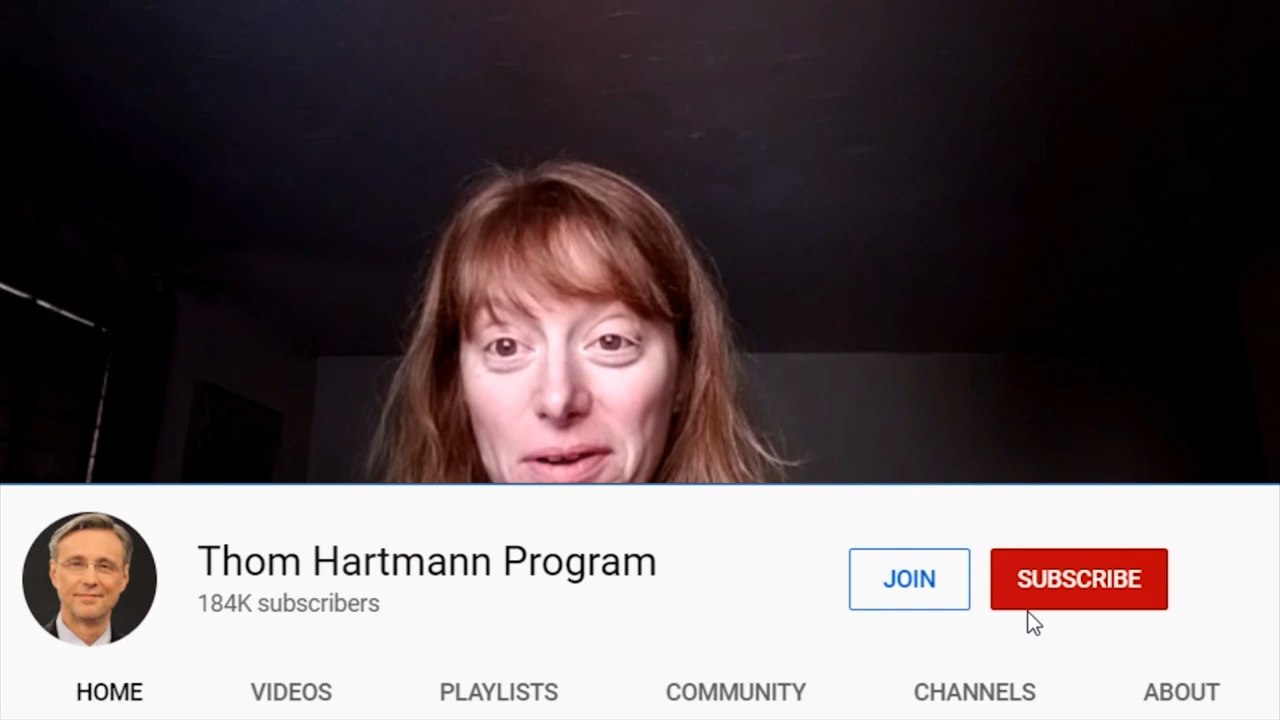 Thom Hartmann Program
184K subscribers
JOIN
SUBSCRIBE
HOME VIDEOS PLAYLISTS COMMUNITY CHANNELS ABOUT